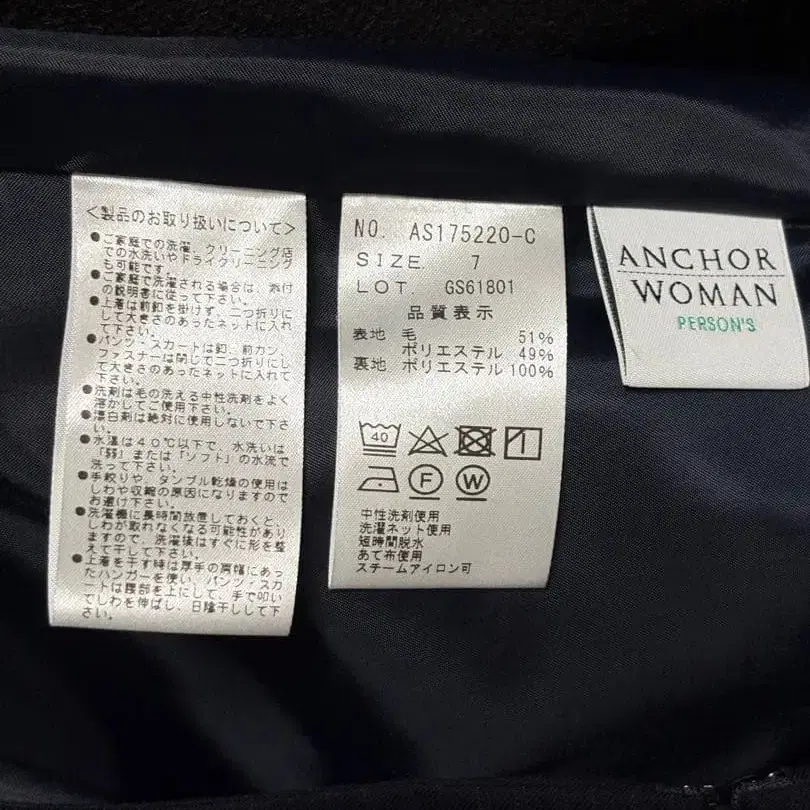 <製品のお取り扱いについて>
●ご家庭での洗濯、クリーニング店
での水洗いやドライクリーニング
も可能です。
●ご家庭で洗濯される場合は、添付
の説明書に従って下さい。
●上着は前釦を掛けず、二つ折りに
して大きさのあったネットに入れ
て下さい。
●パンツ・スカートは釦、前カン、
ファスナーは閉じて二つ折りにし
て大きさのあったネットに入れて
下さい。
●洗剤は毛の洗える中性洗剤をよく
溶かしてご使用下さい。
●漂白剤は絶対に使用しないで下さ
い。
●水温は40℃以下で、水洗いは
「弱」または「ソフト」の水流で
洗って下さい。
●手絞りや、タンブル乾燥の使用は
しわや収縮の原因になりますので
お避け下さい。
●洗濯機に長時間放置しておくと、
しわが取れなくなる可能性があり
ますので、洗濯後はすぐに形を整
えて干して下さい。
●上着を干す時は厚手の肩幅にあっ
たハンガーを使い、パンツ・スカ
ートは腰部を上にして、手で叩い
てしわを伸ばし、日陰干しして下
さい。
NO. AS175220-C
SIZE 7
LOT. GS61801
品質表示
表地 毛 51%
ポリエステル 49%
裏地 ポリエステル 100%
40
F W
中性洗剤使用
洗濯ネット使用
短時間脱水
あて布使用
スチームアイロン可
ANCHOR
WOMAN
PERSON'S